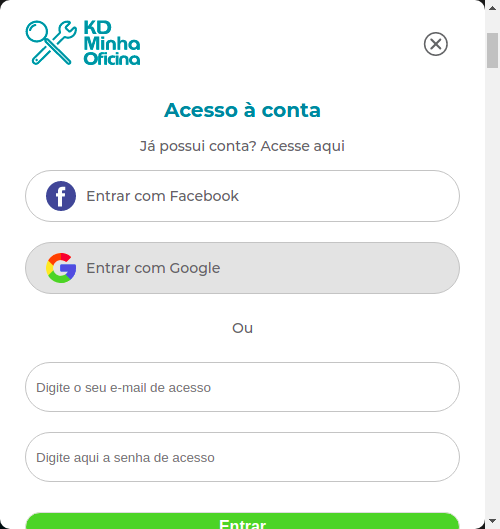 KD
Minha
Oficina
Acesso à conta
Já possui conta? Acesse aqui
Entrar com Facebook
Entrar com Google
Ou
Digite o seu e-mail de acesso
Digite aqui a senha de acesso
Entrar